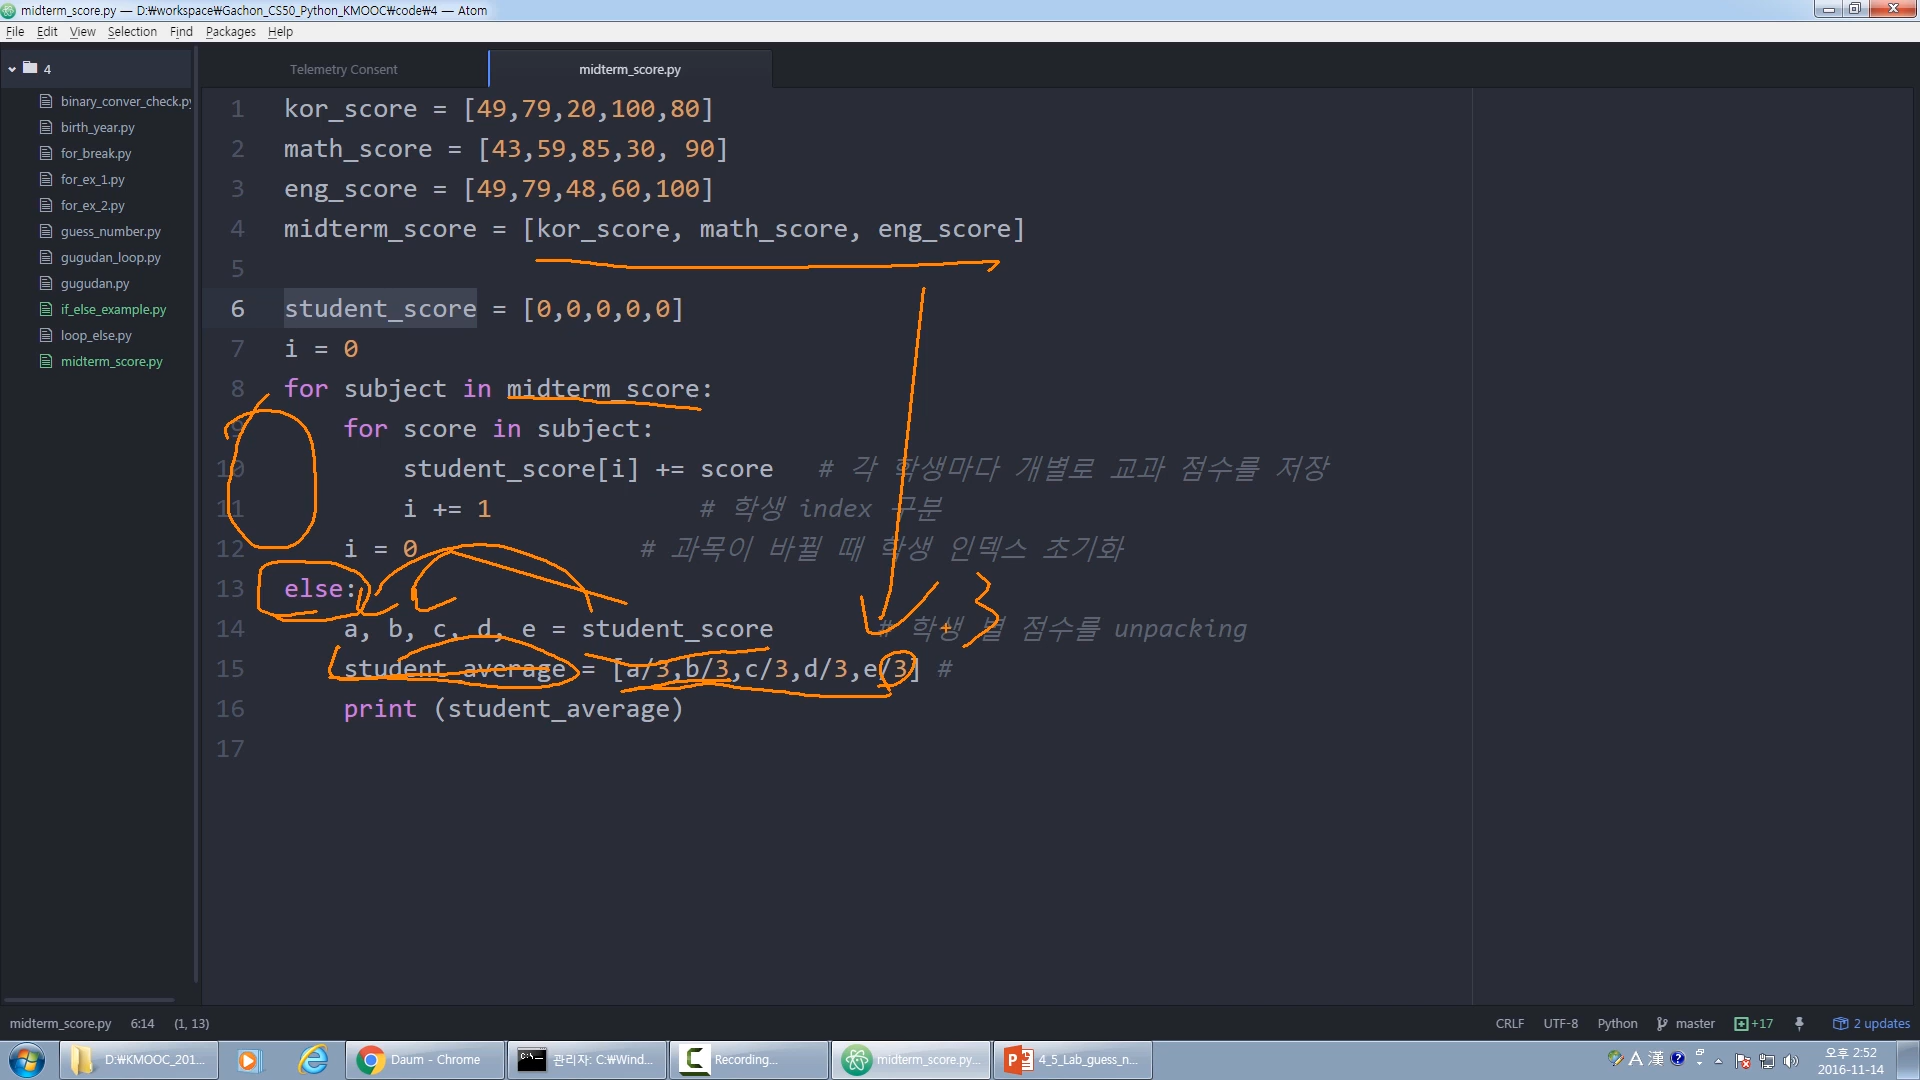 midterm_score.py — D:₩workspace₩Gachon_CS50_Python_KMOOC₩code₩4 — Atom
File Edit View Selection Find Packages Help
4
Telemetry Consent
midterm_score.py
binary_conver_check.py
birth_year.py
for_break.py
for_ex_1.py
for_ex_2.py
guess_number.py
gugudan_loop.py
gugudan.py
if_else_example.py
loop_else.py
midterm_score.py
1 kor_score = [49,79,20,100,80]
2 math_score = [43,59,85,30, 90]
3 eng_score = [49,79,48,60,100]
4 midterm_score = [kor_score, math_score, eng_score]
5
6 student_score = [0,0,0,0,0]
7 i = 0
8 for subject in midterm_score:
9 for score in subject:
10 student_score[i] += score # 각 학생마다 개별로 교과 점수를 저장
11 i += 1 # 학생 index 구분
12 i = 0 # 과목이 바뀔 때 학생 인덱스 초기화
13 else:
14 a, b, c, d, e = student_score # 학생 별 점수를 unpacking
15 student_average = [a/3,b/3,c/3,d/3,e/3] #
16 print (student_average)
17
midterm_score.py 6:14 (1, 13)
CRLF UTF-8 Python master +17 2 updates
D:₩KMOOC_201... Daum - Chrome 관리자: C:₩Wind... Recording... midterm_score.py... 4_5_Lab_guess_n...
A 漢
오후 2:52
2016-11-14